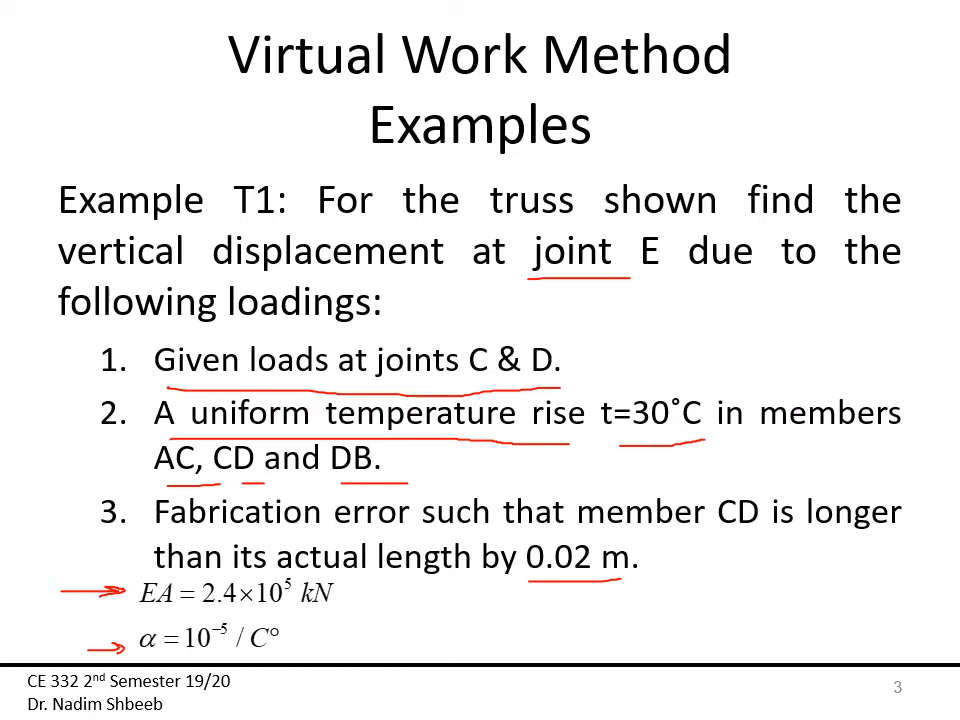 Virtual Work Method
Examples
Example T1: For the truss shown find the
vertical displacement at joint E due to the
following loadings:
1. Given loads at joints C & D.
2. A uniform temperature rise t=30˚C in members
AC, CD and DB.
3. Fabrication error such that member CD is longer
than its actual length by 0.02 m.
EA = 2.4×10⁵ kN
α = 10⁻⁵ / C°
CE 332 2nd Semester 19/20
Dr. Nadim Shbeeb
3